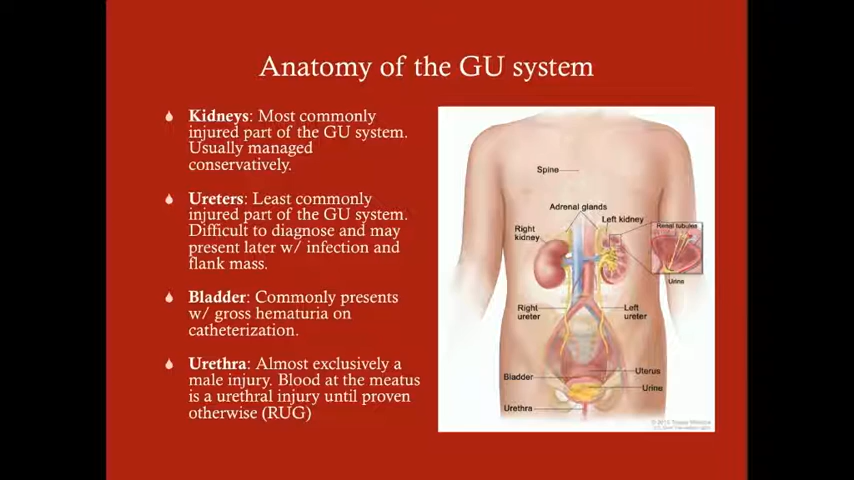 Anatomy of the GU system
Kidneys: Most commonly
injured part of the GU system.
Usually managed
conservatively.
Ureters: Least commonly
injured part of the GU system.
Difficult to diagnose and may
present later w/ infection and
flank mass.
Bladder: Commonly presents
w/ gross hematuria on
catheterization.
Urethra: Almost exclusively a
male injury. Blood at the meatus
is a urethral injury until proven
otherwise (RUG)
Spine
Adrenal glands
Left kidney
Right
kidney
Renal tubules
Urine
Right
ureter
Left
ureter
Uterus
Bladder
Urine
Urethra